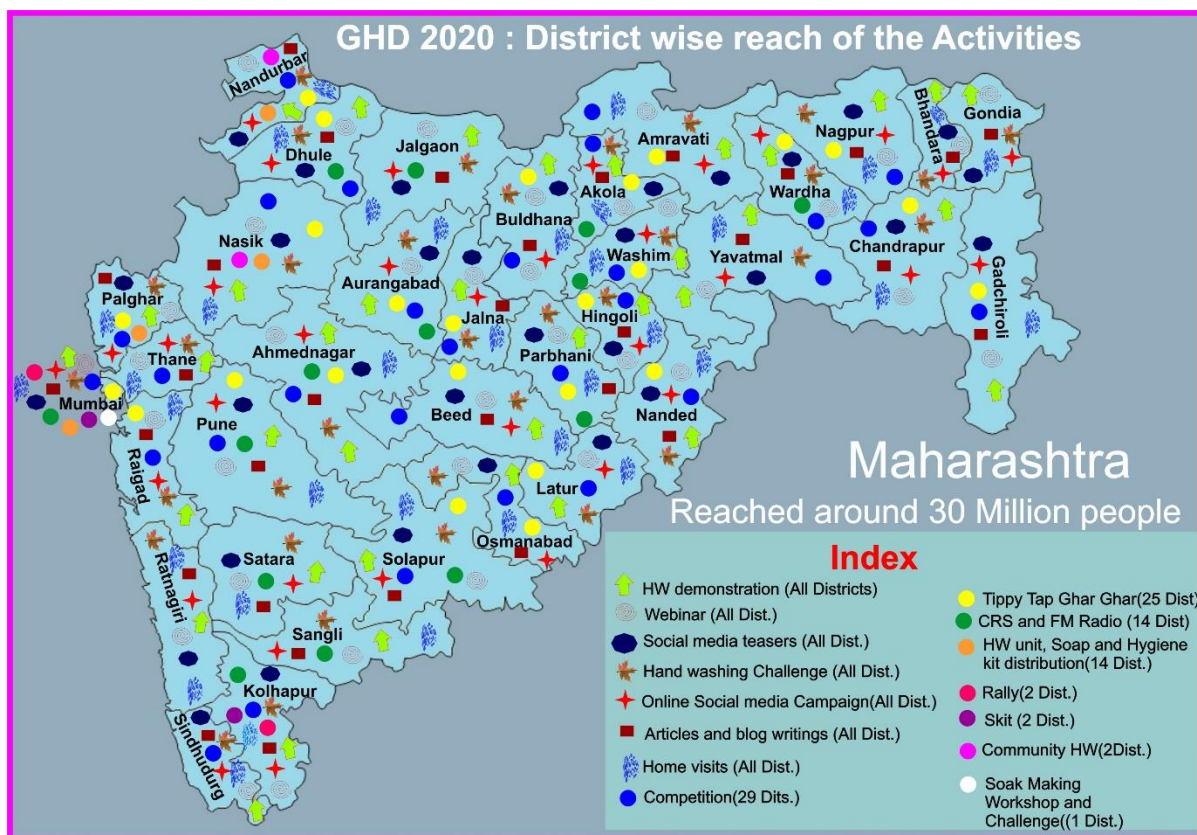 GHD 2020 : District wise reach of the Activities
Nandurbar
Dhule
Jalgaon
Buldhana
Akola
Amravati
Nagpur
Wardha
Bhandara
Gondia
Nasik
Aurangabad
Jalna
Washim
Hingoli
Yavatmal
Chandrapur
Gadchiroli
Palghar
Thane
Mumbai
Ahmednagar
Parbhani
Pune
Beed
Nanded
Raigad
Latur
Osmanabad
Ratnagiri
Satara
Solapur
Sangli
Kolhapur
Sindhudurg
Maharashtra
Reached around 30 Million people
Index
HW demonstration (All Districts)
Webinar (All Dist.)
Social media teasers (All Dist.)
Hand washing Challenge (All Dist.)
Online Social media Campaign(All Dist.)
Articles and blog writings (All Dist.)
Home visits (All Dist.)
Competition(29 Dits.)
Tippy Tap Ghar Ghar(25 Dist)
CRS and FM Radio (14 Dist)
HW unit, Soap and Hygiene
kit distribution(14 Dist.)
Rally(2 Dist.)
Skit (2 Dist.)
Community HW(2Dist.)
Soak Making
Workshop and
Challenge((1 Dist.)